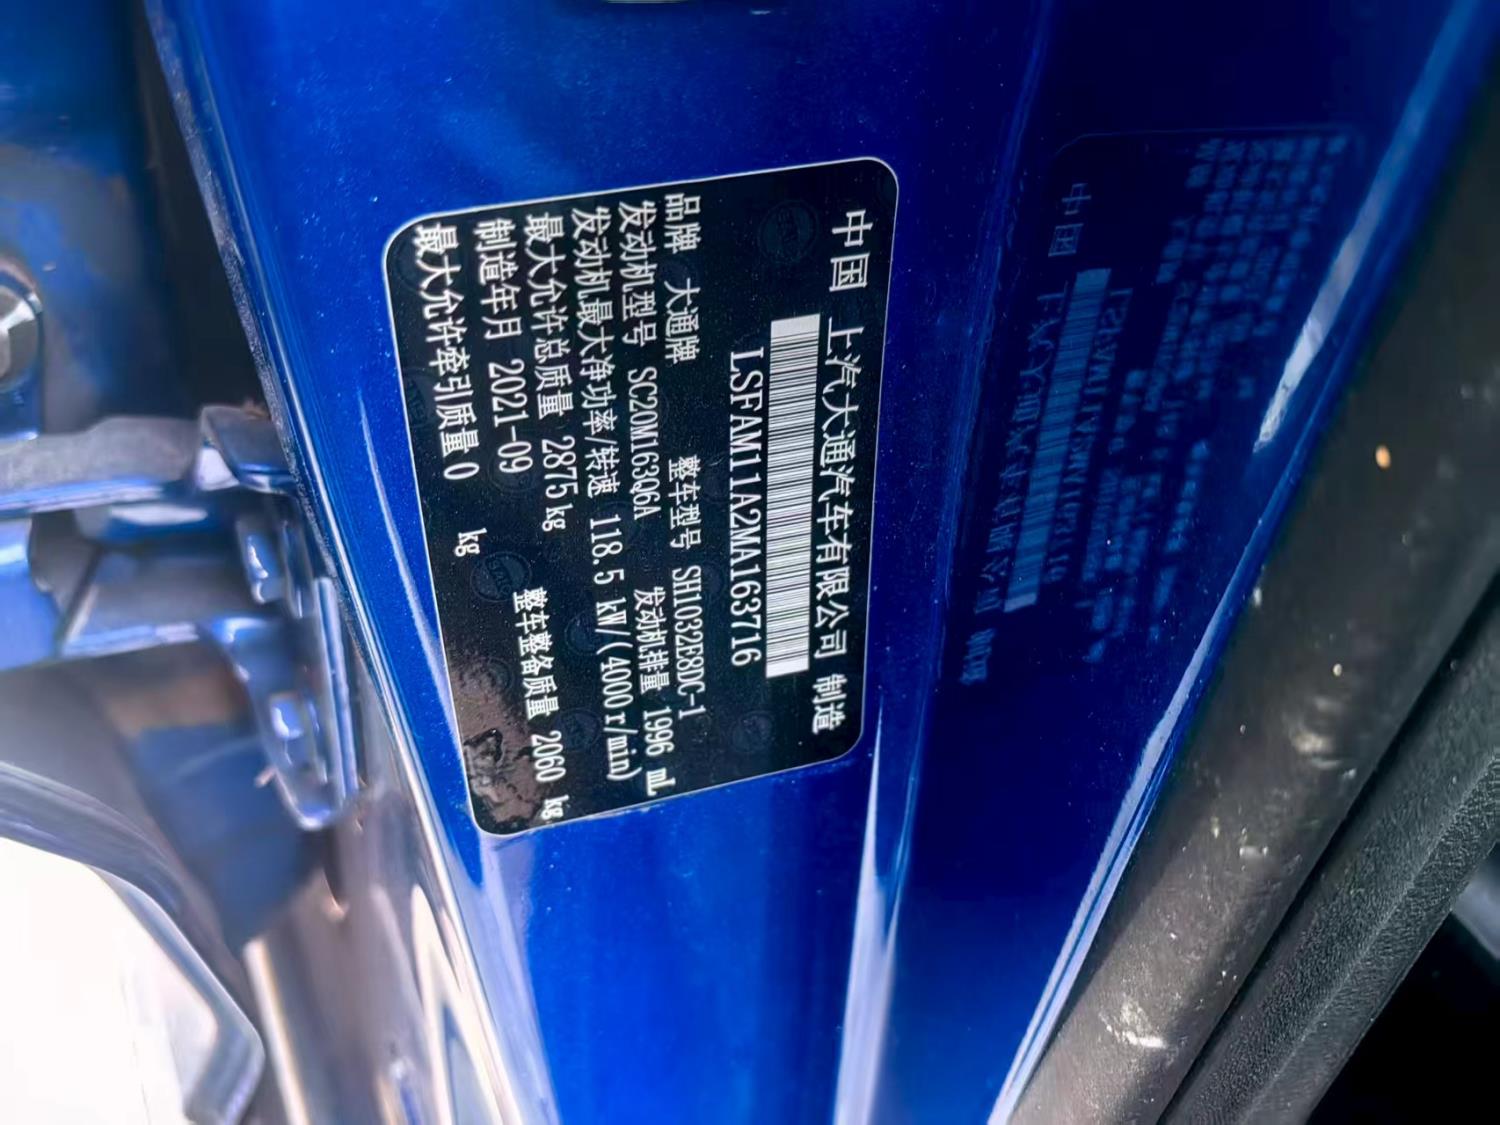 中国 上汽大通汽车有限公司 制造
LSFAM11A2MA163716
品牌 大通牌 整车型号 SH1032E8DC-1
发动机型号 SC20M163Q6A 发动机排量 1996 mL
发动机最大净功率/转速 118.5 kW/(4000r/min)
最大允许总质量 2875kg 整车整备质量 2060 kg
制造年月 2021-09
最大允许牵引质量0 kg